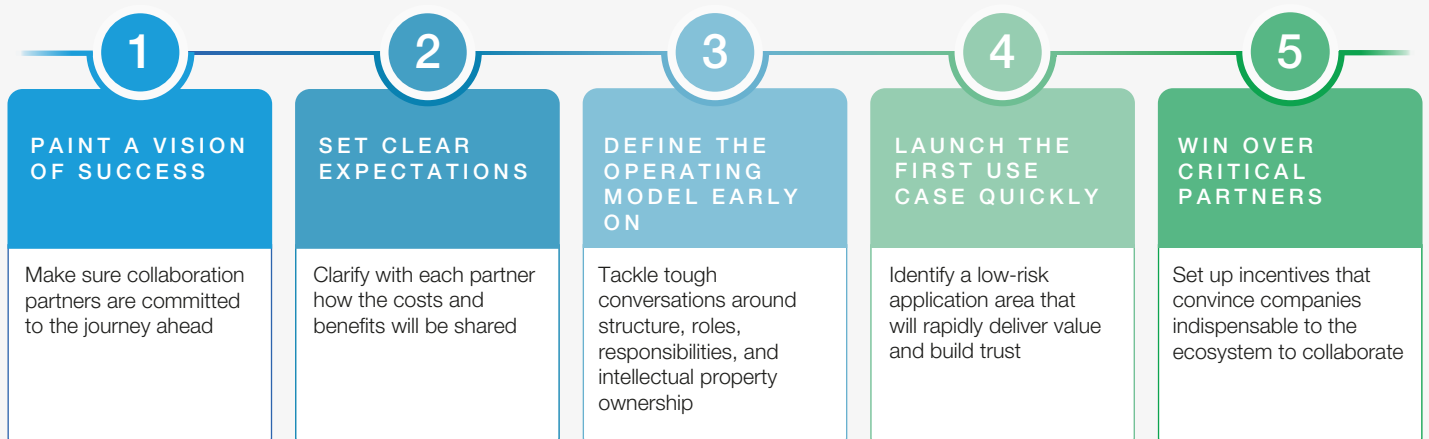 1
PAINT A VISION
OF SUCCESS
Make sure collaboration
partners are committed
to the journey ahead
2
SET CLEAR
EXPECTATIONS
Clarify with each partner
how the costs and
benefits will be shared
3
DEFINE THE
OPERATING
MODEL EARLY
ON
Tackle tough
conversations around
structure, roles,
responsibilities, and
intellectual property
ownership
4
LAUNCH THE
FIRST USE
CASE QUICKLY
Identify a low-risk
application area that
will rapidly deliver value
and build trust
5
WIN OVER
CRITICAL
PARTNERS
Set up incentives that
convince companies
indispensable to the
ecosystem to collaborate